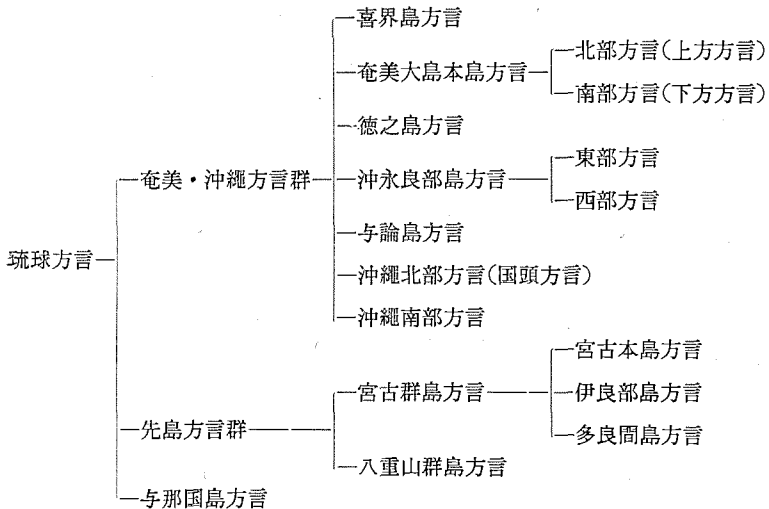 喜界島方言
北部方言(上方方言)
奄美大島本島方言
南部方言(下方方言)
徳之島方言
東部方言
奄美・沖縄方言群
沖永良部島方言
西部方言
与論島方言
琉球方言
沖縄北部方言(国頭方言)
沖縄南部方言
宮古本島方言
宮古群島方言
伊良部島方言
先島方言群
多良間島方言
八重山群島方言
与那国島方言